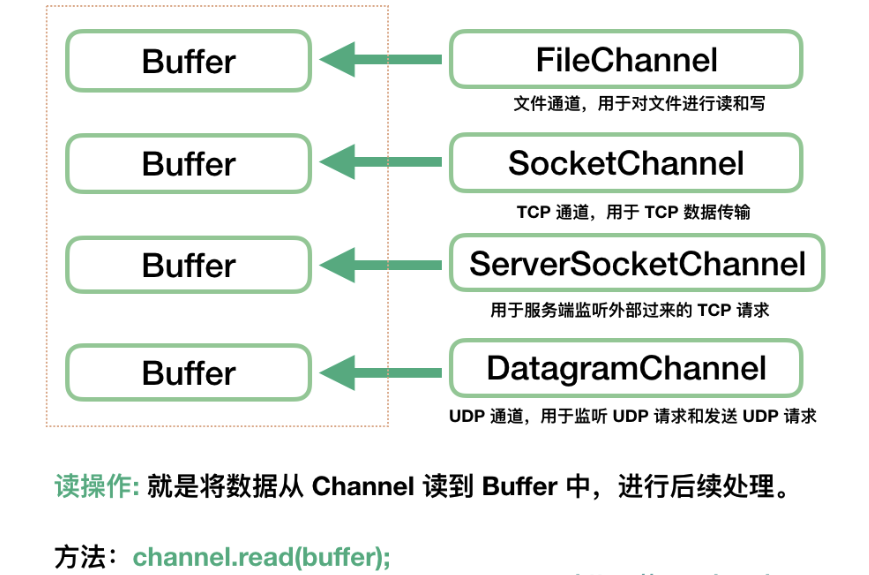 Buffer
FileChannel
文件通道，用于对文件进行读和写
Buffer
SocketChannel
TCP 通道，用于 TCP 数据传输
Buffer
ServerSocketChannel
用于服务端监听外部过来的 TCP 请求
Buffer
DatagramChannel
UDP 通道，用于监听 UDP 请求和发送 UDP 请求
读操作: 就是将数据从 Channel 读到 Buffer 中，进行后续处理。
方法：channel.read(buffer);